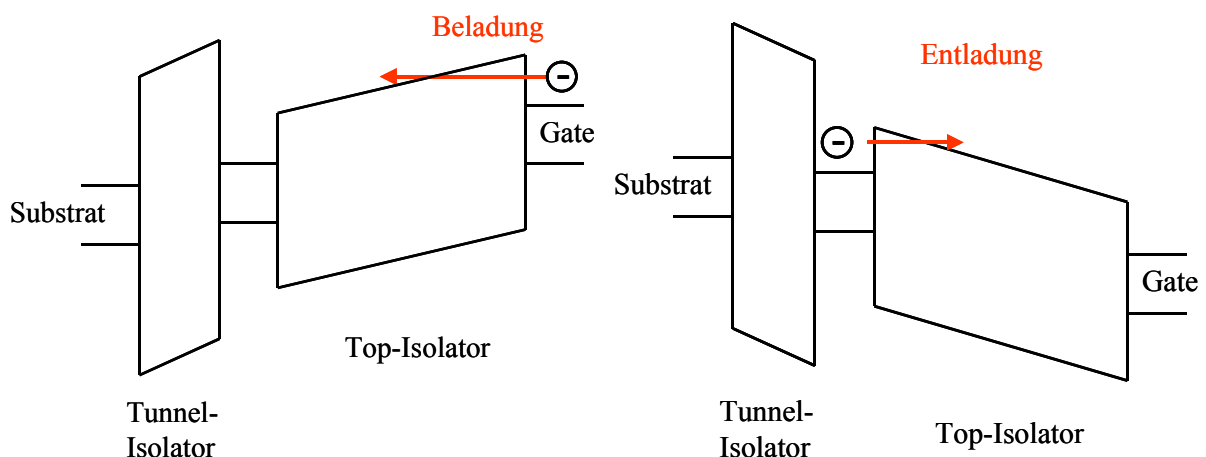 Beladung
-
Gate
Substrat
Top-Isolator
Tunnel-
Isolator
Entladung
-
Substrat
Gate
Tunnel-
Isolator
Top-Isolator